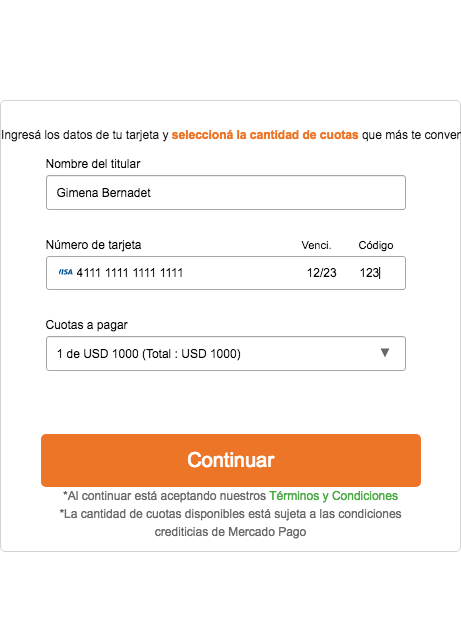 Ingresá los datos de tu tarjeta y seleccioná la cantidad de cuotas que más te conver
Nombre del titular
Gimena Bernadet
Número de tarjeta Venci. Código
VISA 4111 1111 1111 1111 12/23 123
Cuotas a pagar
1 de USD 1000 (Total : USD 1000)
Continuar
*Al continuar está aceptando nuestros Términos y Condiciones
*La cantidad de cuotas disponibles está sujeta a las condiciones
crediticias de Mercado Pago